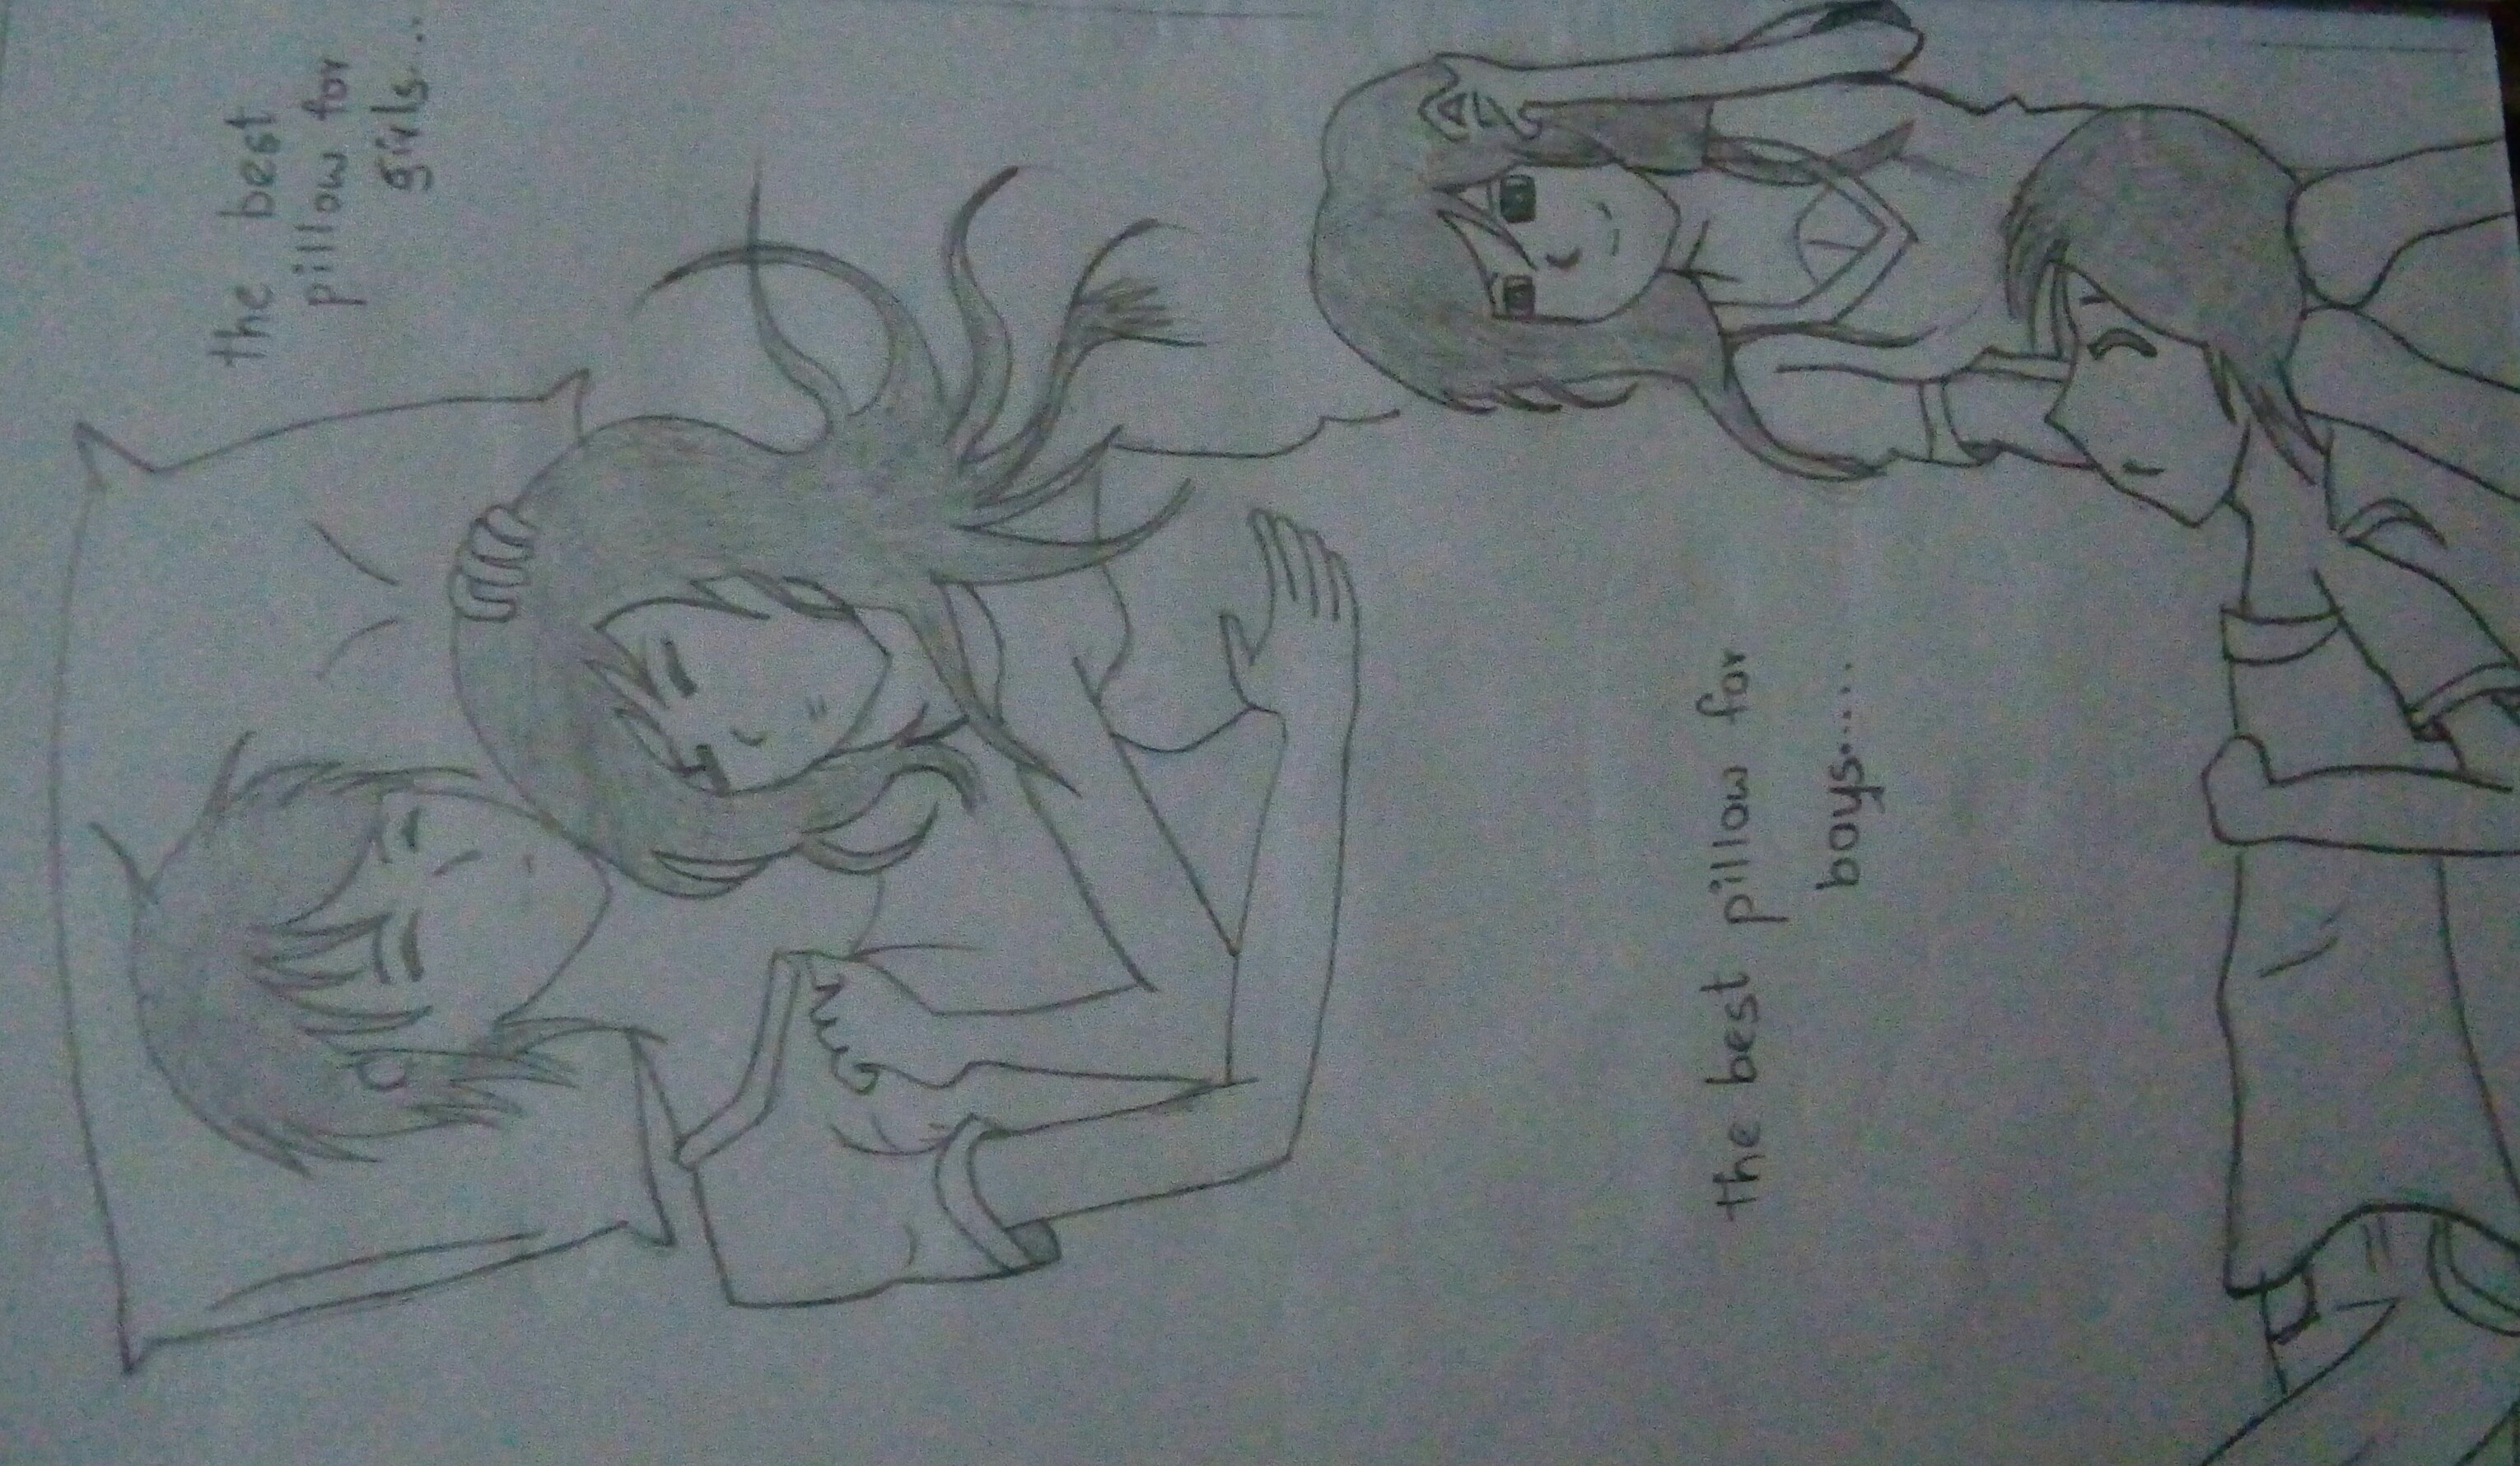 the best
pillow for
girls....
the best pillow for
boys.....